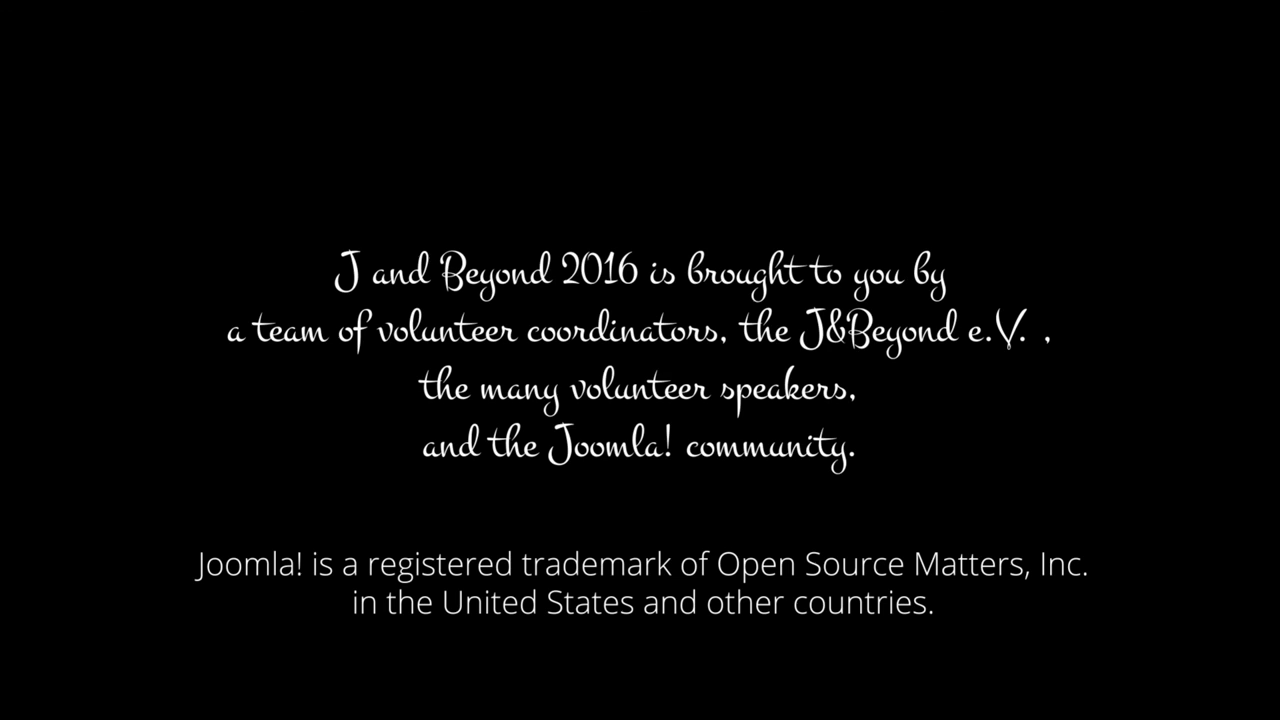 J and Beyond 2016 is brought to you by
a team of volunteer coordinators, the J&Beyond e.V. ,
the many volunteer speakers,
and the Joomla! community.
Joomla! is a registered trademark of Open Source Matters, Inc.
in the United States and other countries.